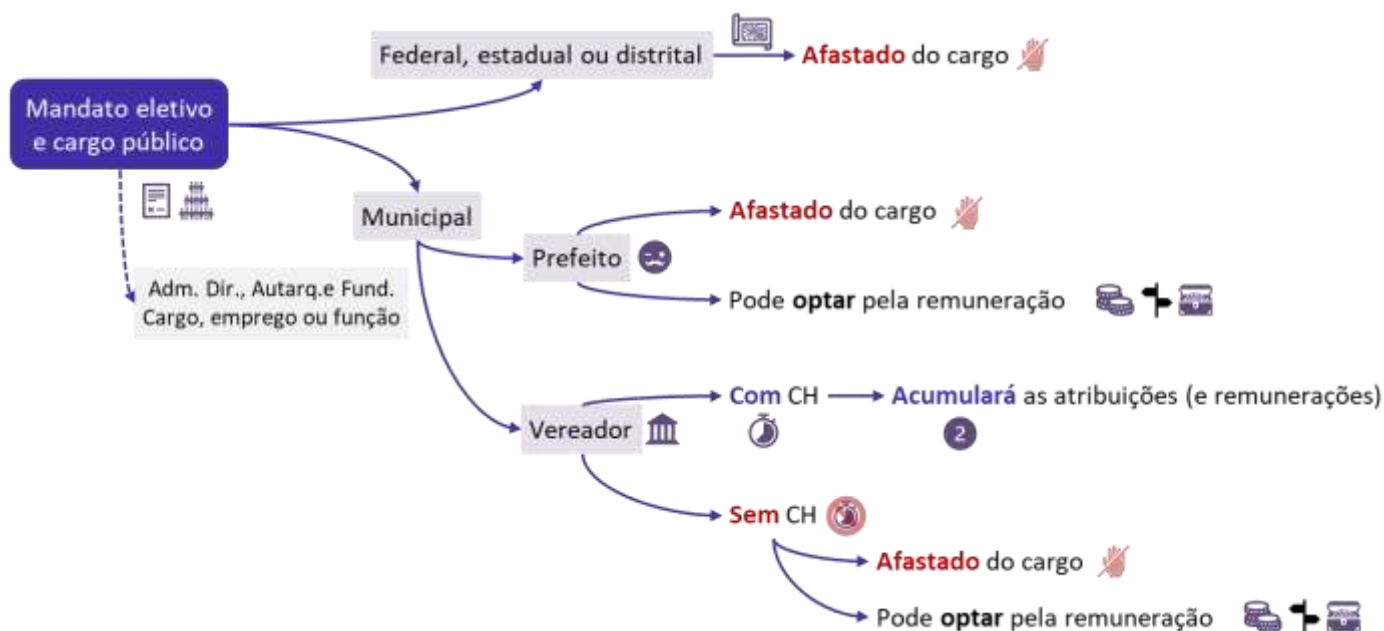 Federal, estadual ou distrital
Afastado do cargo
Mandato eletivo
e cargo público
Municipal
Afastado do cargo
Prefeito
Pode optar pela remuneração
Adm. Dir., Autarq.e Fund.
Cargo, emprego ou função
Vereador
Com CH
Acumulará as atribuições (e remunerações)
2
Sem CH
Afastado do cargo
Pode optar pela remuneração